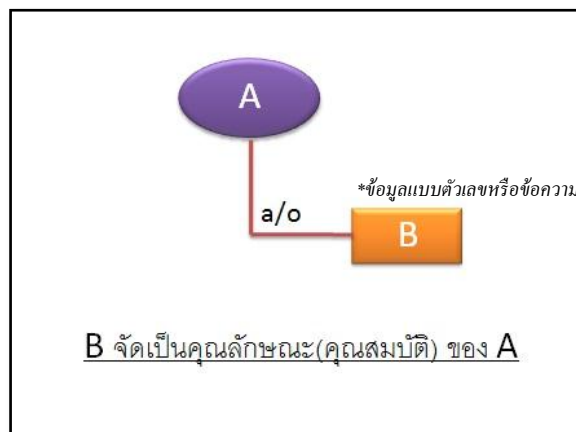 A
*ข้อมูลแบบตัวเลขหรือข้อความ
a/o
B
B จัดเป็นคุณลักษณะ(คุณสมบัติ) ของ A